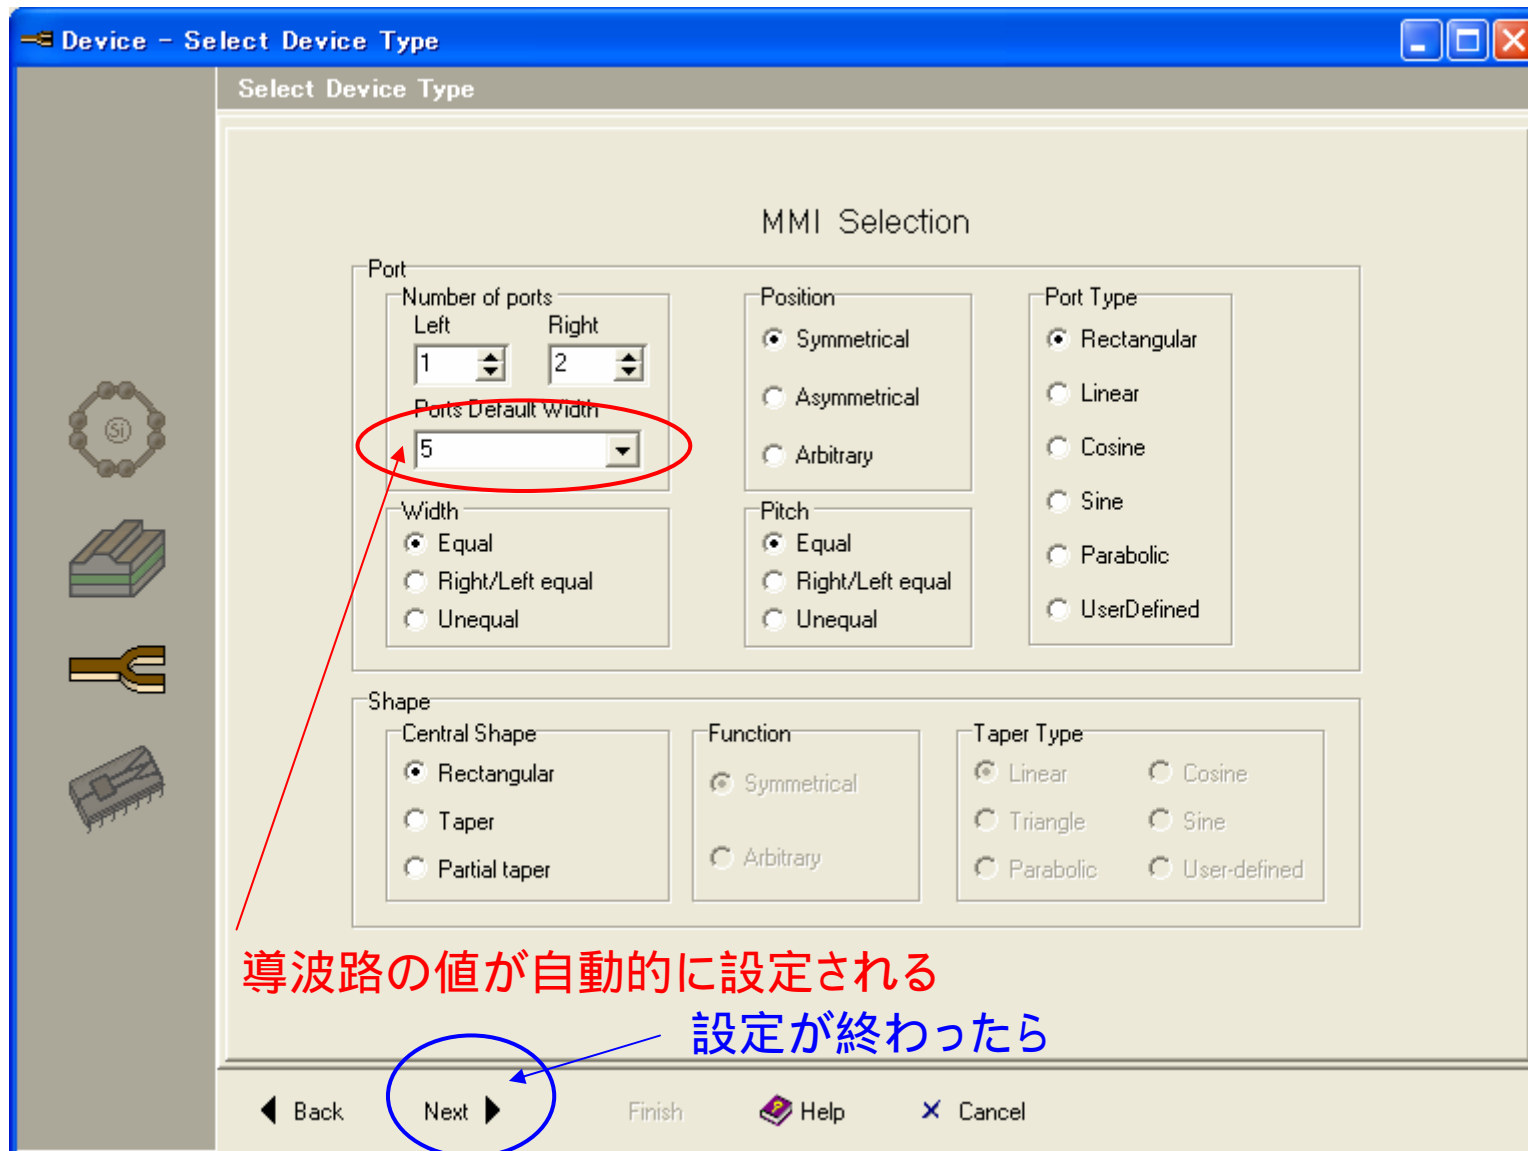 Device - Select Device Type
Select Device Type
MMI Selection
Port
Number of ports
Left Right
1 2
Ports Default Width
5
Position
Symmetrical
Asymmetrical
Arbitrary
Port Type
Rectangular
Linear
Cosine
Sine
Parabolic
UserDefined
Width
Equal
Right/Left equal
Unequal
Pitch
Equal
Right/Left equal
Unequal
Shape
Central Shape
Rectangular
Taper
Partial taper
Function
Symmetrical
Arbitrary
Taper Type
Linear Cosine
Triangle Sine
Parabolic User-defined
導波路の値が自動的に設定される
設定が終わったら
Back Next Finish Help Cancel
Si